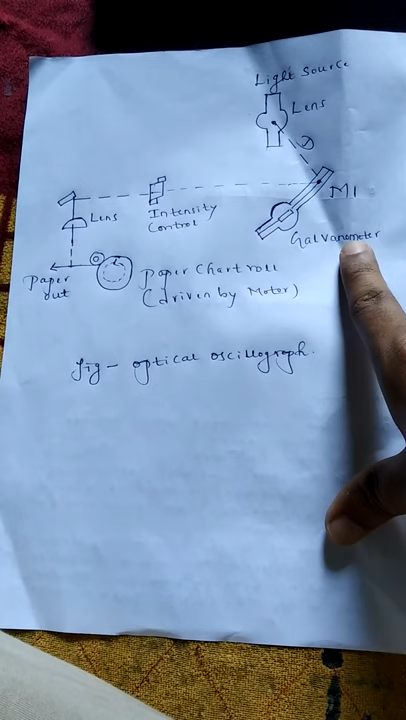 Light Source
Lens
M1
Galvanometer
Lens
Intensity
Control
Paper
out
Paper Chart roll
(driven by Motor)
Fig - optical oscillograph.